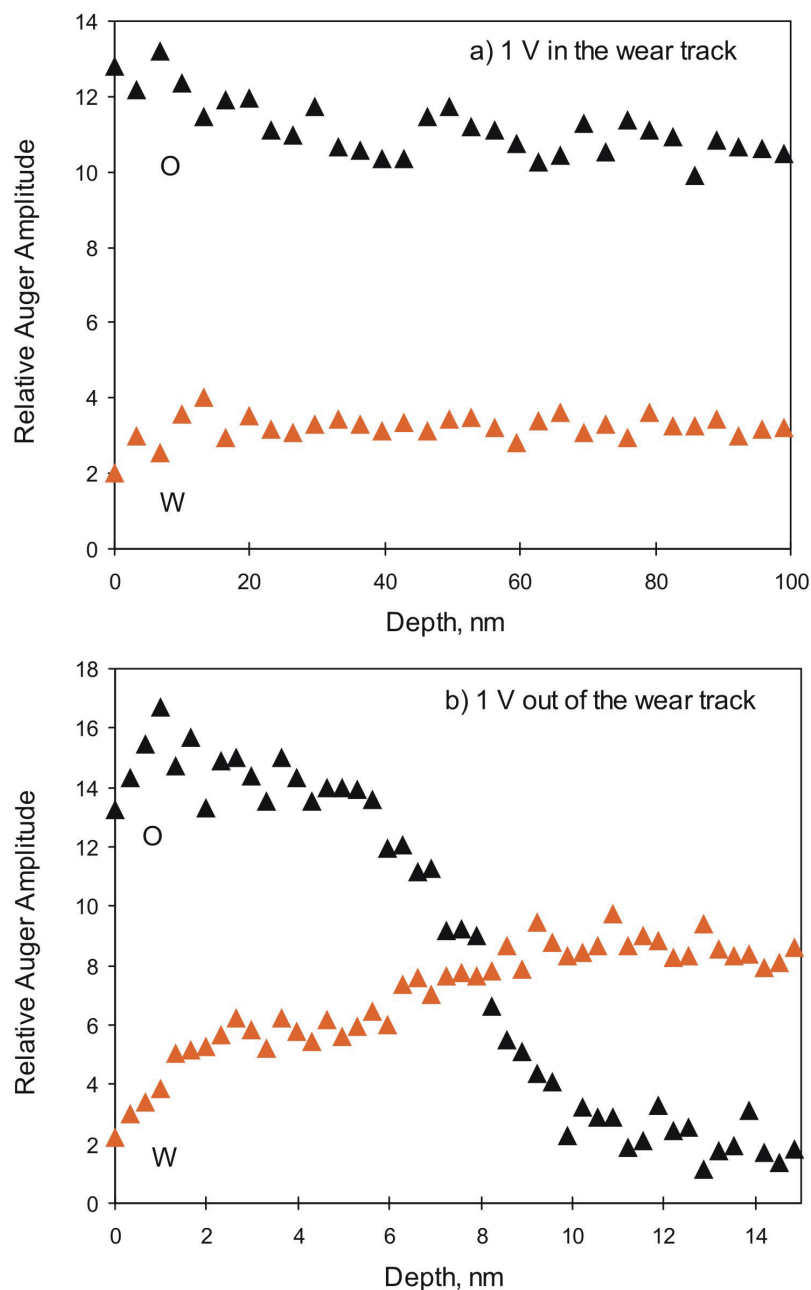 14
a) 1 V in the wear track
12
10
O
8
Relative Auger Amplitude
6
4
2
W
0
0 20 40 60 80 100
Depth, nm
18
b) 1 V out of the wear track
16
14
O
12
10
Relative Auger Amplitude
8
6
4
2
W
0
0 2 4 6 8 10 12 14
Depth, nm